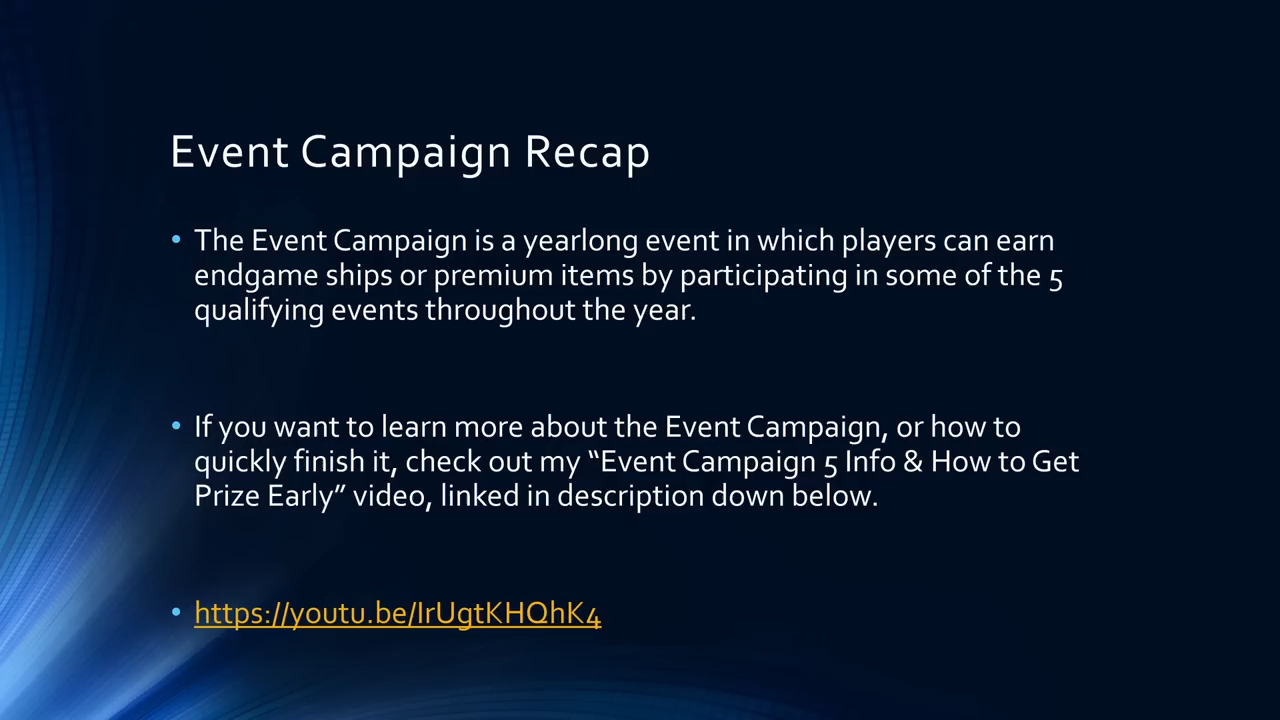 Event Campaign Recap
• The Event Campaign is a yearlong event in which players can earn
endgame ships or premium items by participating in some of the 5
qualifying events throughout the year.
• If you want to learn more about the Event Campaign, or how to
quickly finish it, check out my “Event Campaign 5 Info & How to Get
Prize Early” video, linked in description down below.
• https://youtu.be/IrUgtKHQhK4